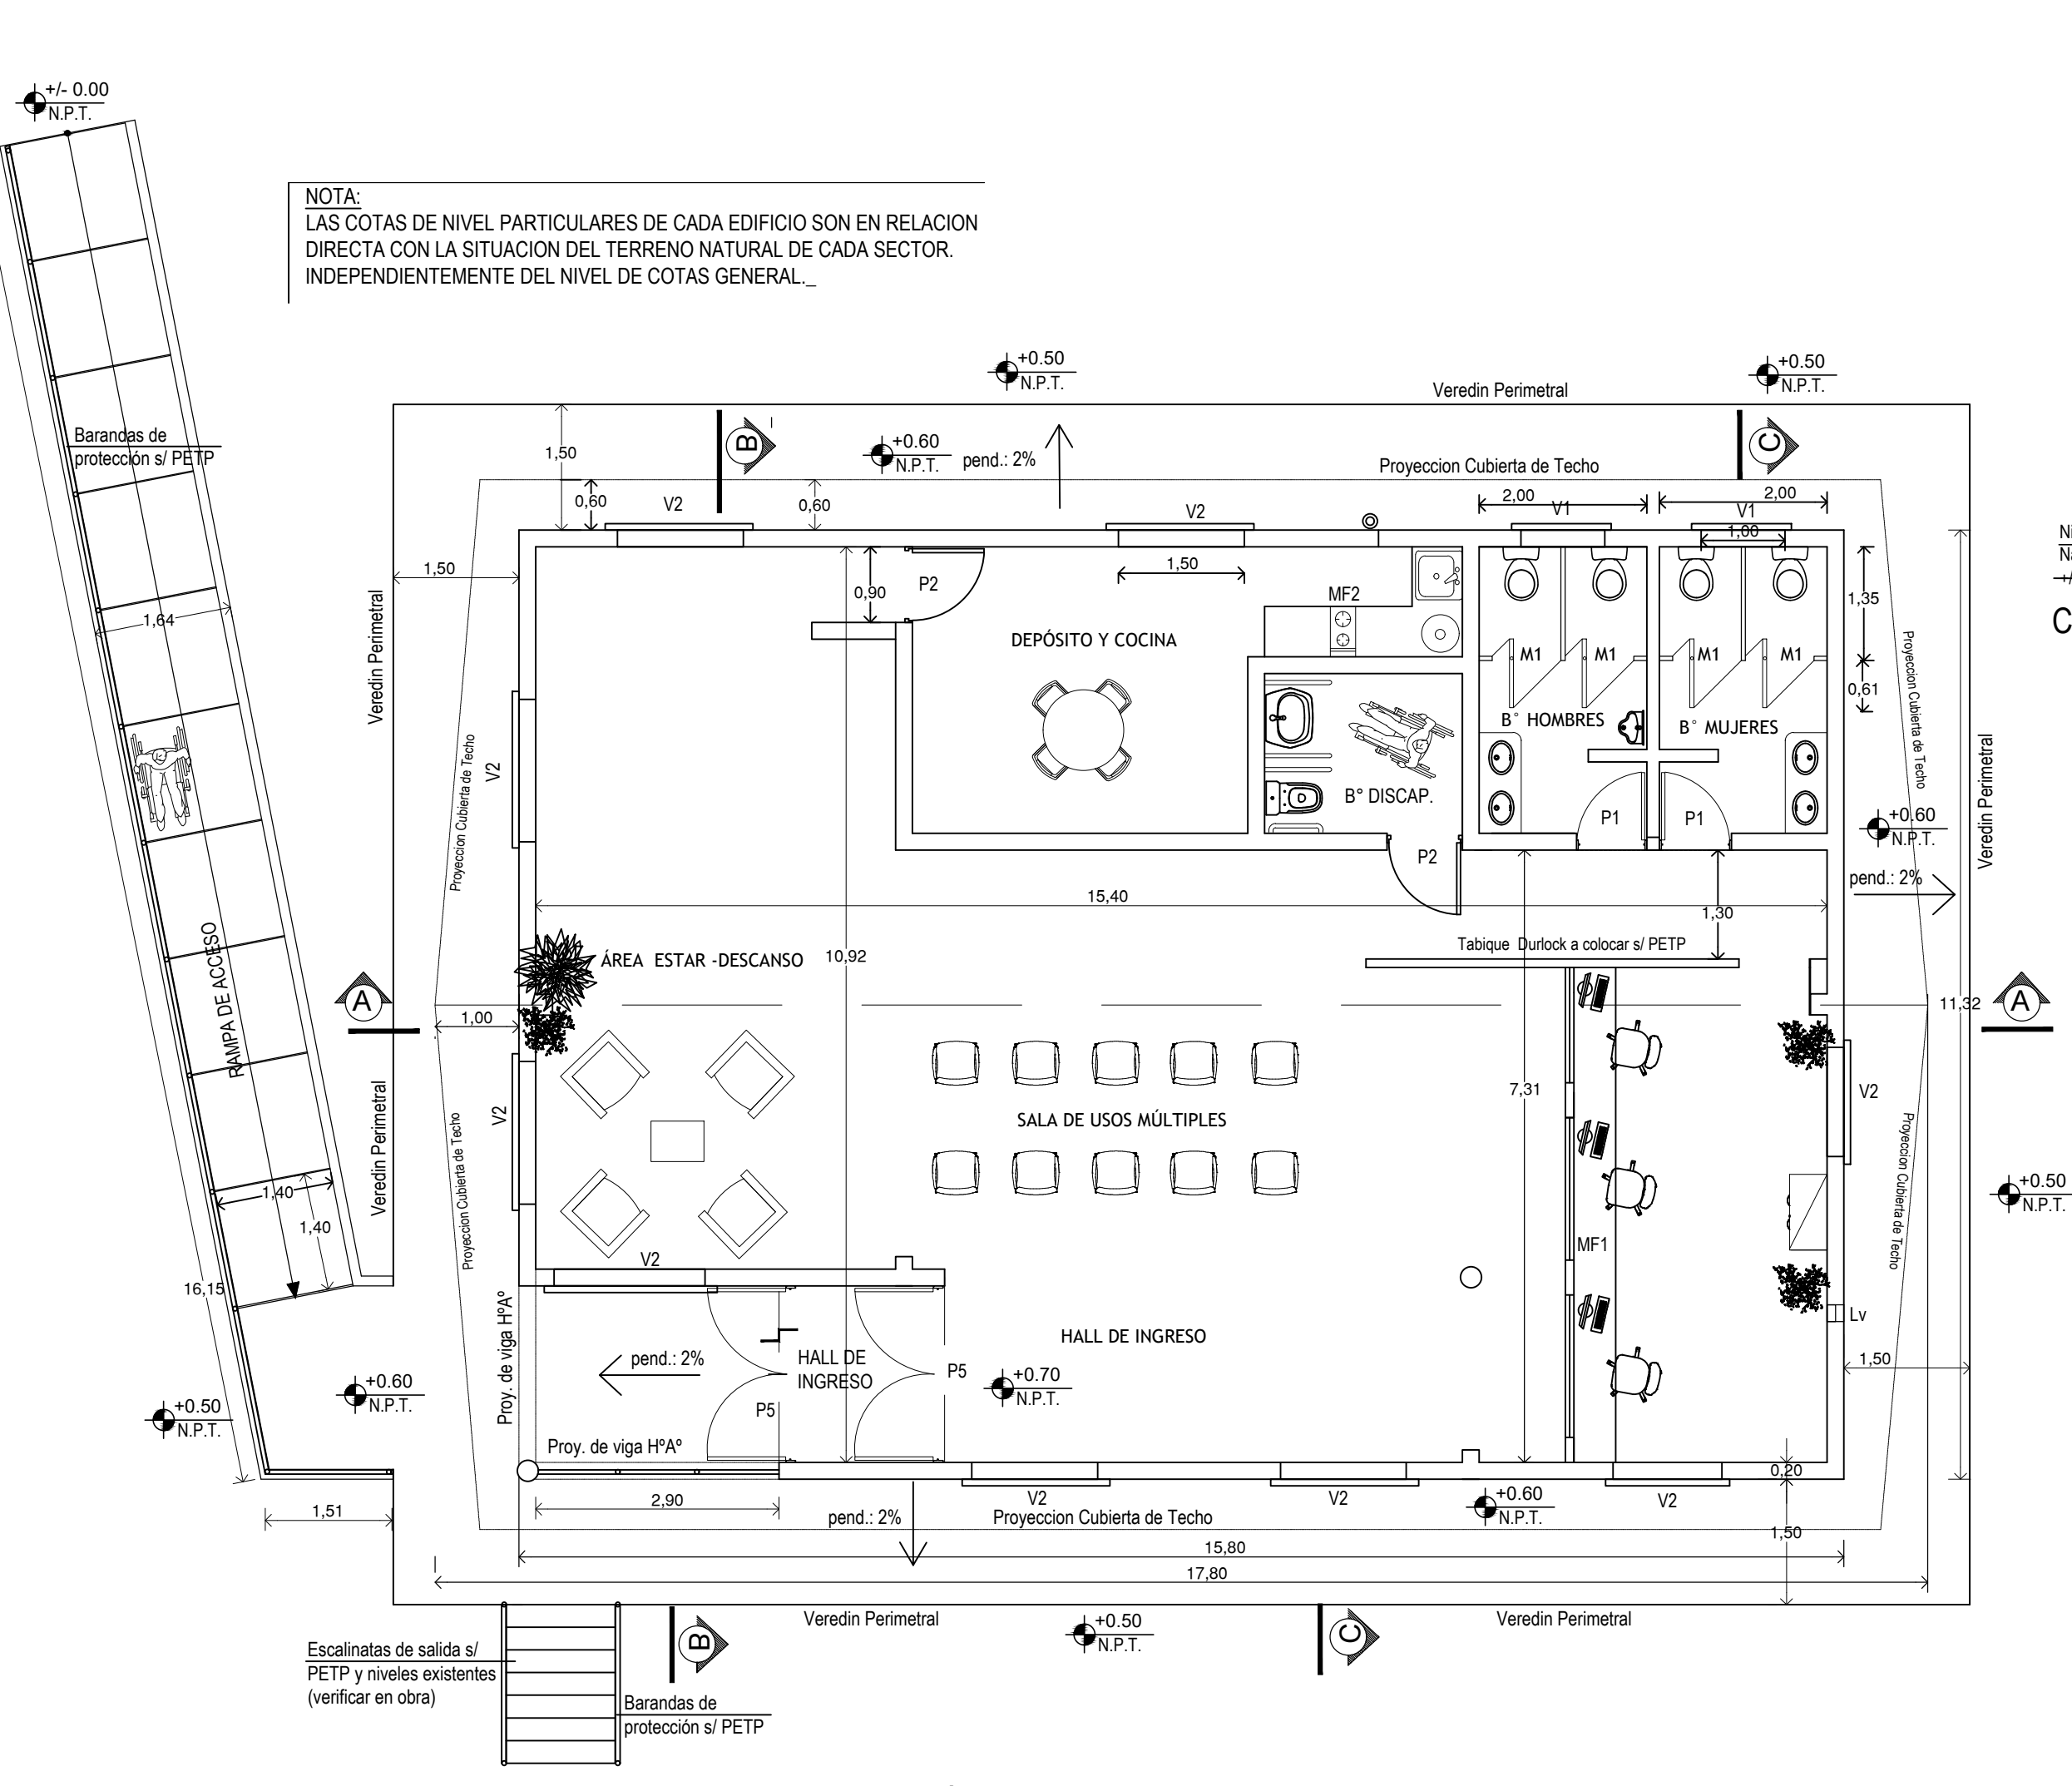 +/- 0.00
N.P.T.
NOTA:
LAS COTAS DE NIVEL PARTICULARES DE CADA EDIFICIO SON EN RELACION
DIRECTA CON LA SITUACION DEL TERRENO NATURAL DE CADA SECTOR.
INDEPENDIENTEMENTE DEL NIVEL DE COTAS GENERAL._
+0.50
N.P.T.
+0.50
N.P.T.
Veredin Perimetral
Barandas de
protección s/ PETP
1,50
B
+0.60
N.P.T.
pend.: 2%
Proyeccion Cubierta de Techo
C
0,60
V2
0,60
V2
2,00
V1
2,00
V1
1,00
1,50
P2
0,90
1,50
MF2
1,35
1,64
Veredin Perimetral
DEPÓSITO Y COCINA
M1
M1
M1
M1
0,61
Proyeccion Cubierta de Techo
B° HOMBRES
B° MUJERES
V2
Proyeccion Cubierta de Techo
B° DISCAP.
P1
P1
+0.60
N.P.T.
Veredin Perimetral
P2
pend.: 2%
15,40
1,30
Tabique Durlock a colocar s/ PETP
RAMPA DE ACCESO
ÁREA ESTAR -DESCANSO
10,92
A
1,00
11,32
A
7,31
V2
V2
SALA DE USOS MÚLTIPLES
Veredin Perimetral
Proyeccion Cubierta de Techo
Proyeccion Cubierta de Techo
+0.50
N.P.T.
1,40
1,40
MF1
V2
16,15
Lv
Proy. de viga HºAº
HALL DE INGRESO
pend.: 2%
HALL DE
INGRESO
P5
1,50
+0.60
N.P.T.
+0.70
N.P.T.
+0.50
N.P.T.
P5
Proy. de viga HºAº
0,20
1,51
2,90
V2
V2
V2
+0.60
N.P.T.
pend.: 2%
Proyeccion Cubierta de Techo
1,50
15,80
17,80
Veredin Perimetral
+0.50
N.P.T.
Veredin Perimetral
B
C
Escalinatas de salida s/
PETP y niveles existentes
(verificar en obra)
Barandas de
protección s/ PETP